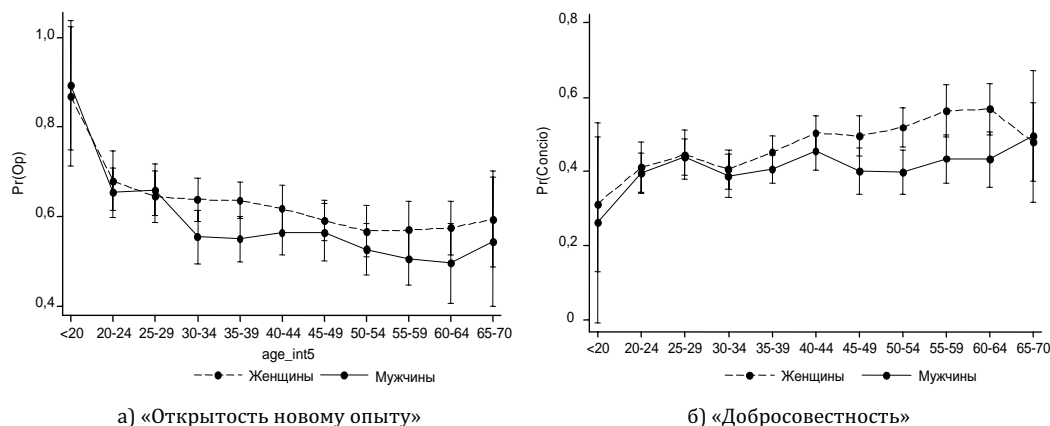 1,0
0,8
0,6
0,4
Pr(Op)
<20 20-24 25-29 30-34 35-39 40-44 45-49 50-54 55-59 60-64 65-70
age_int5
Женщины Мужчины
а) «Открытость новому опыту»
0,8
0,6
0,4
0,2
0
Pr(Concio)
<20 20-24 25-29 30-34 35-39 40-44 45-49 50-54 55-59 60-64 65-70
Женщины Мужчины
б) «Добросовестность»